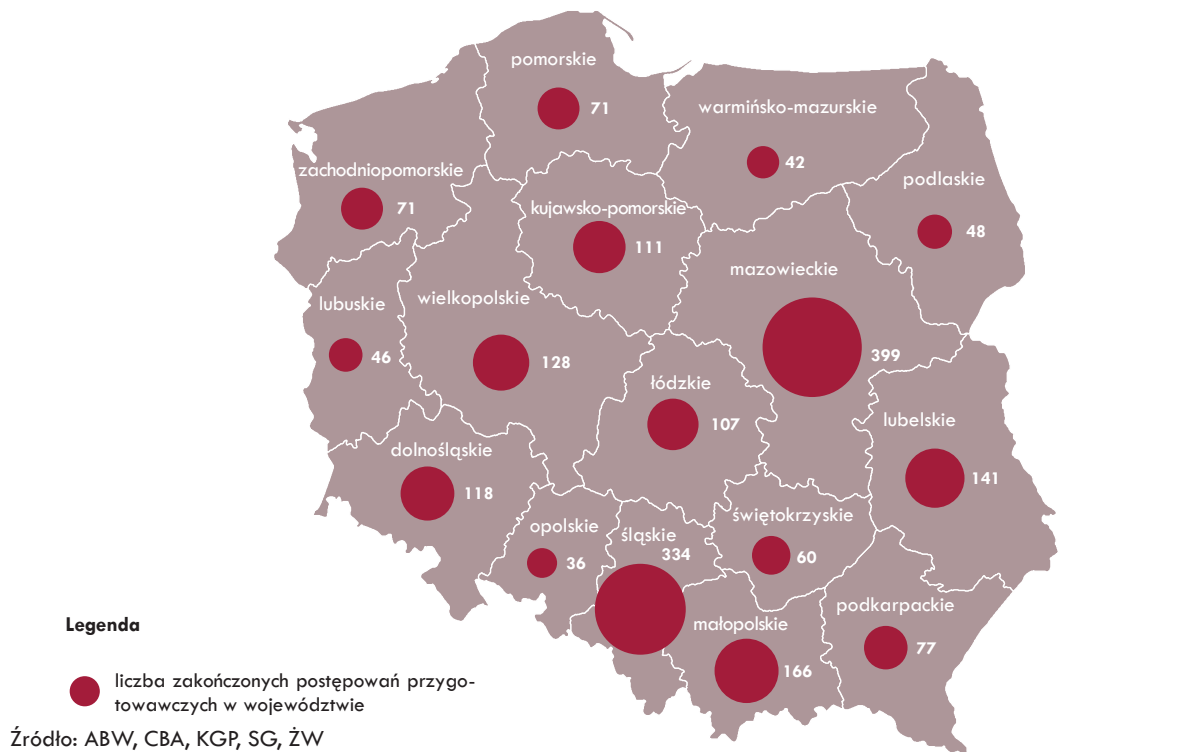 pomorskie
71
warmińsko-mazurskie
42
zachodniopomorskie
71
podlaskie
48
kujawsko-pomorskie
111
mazowieckie
399
lubuskie
46
wielkopolskie
128
łódzkie
107
lubelskie
141
dolnośląskie
118
opolskie
36
śląskie
334
świętokrzyskie
60
małopolskie
166
podkarpackie
77
Legenda
liczba zakończonych postępowań przygo-
towawczych w województwie
Źródło: ABW, CBA, KGP, SG, ŻW